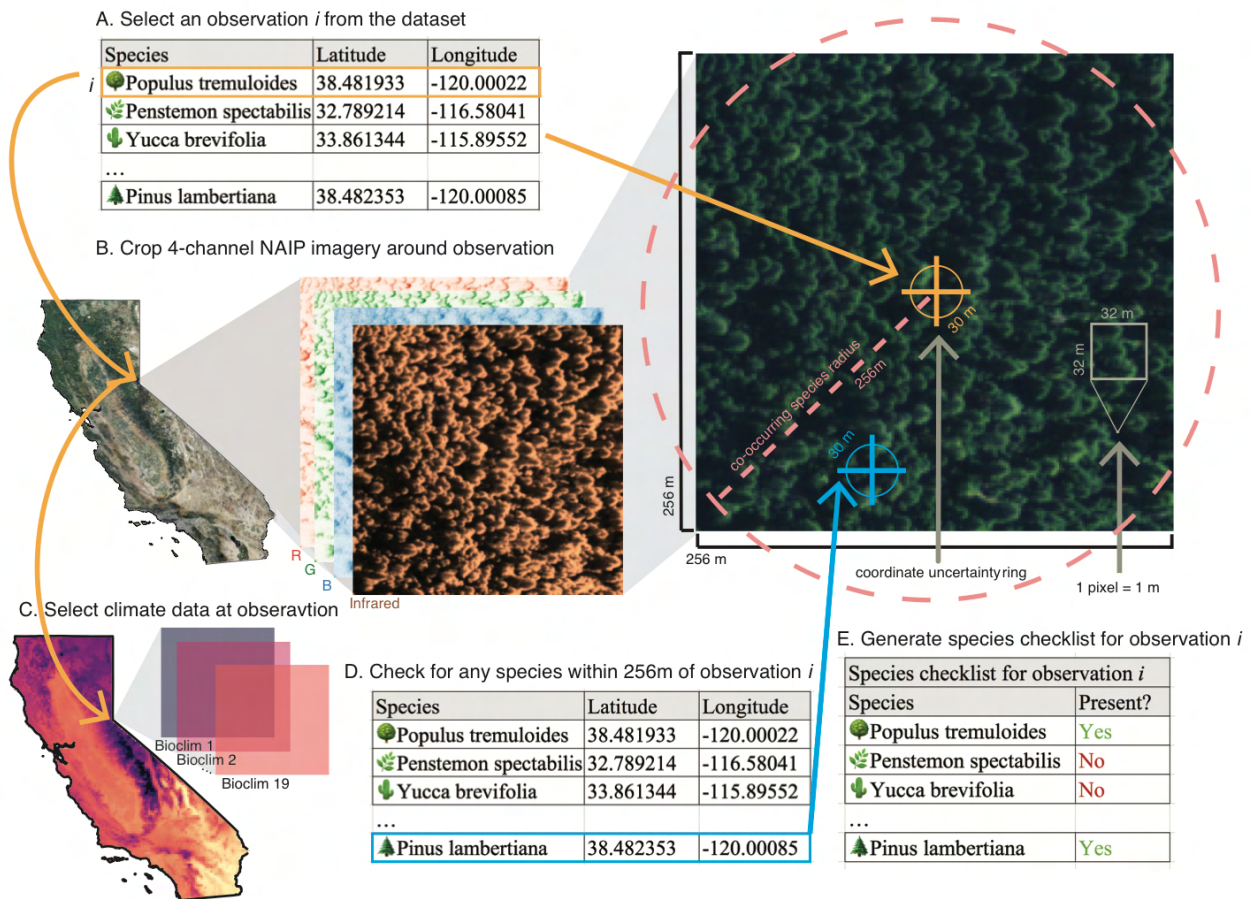 A. Select an observation i from the dataset
Species Latitude Longitude
i Populus tremuloides 38.481933 -120.00022
Penstemon spectabilis 32.789214 -116.58041
Yucca brevifolia 33.861344 -115.89552
...
Pinus lambertiana 38.482353 -120.00085
B. Crop 4-channel NAIP imagery around observation
R
G
B
Infrared
30 m
co-occurring species radius
256m
30 m
32 m
32 m
256 m
256 m
coordinate uncertaintyring
1 pixel = 1 m
C. Select climate data at obseravtion
Bioclim 1
Bioclim 2
...
Bioclim 19
D. Check for any species within 256m of observation i
Species Latitude Longitude
Populus tremuloides 38.481933 -120.00022
Penstemon spectabilis 32.789214 -116.58041
Yucca brevifolia 33.861344 -115.89552
...
Pinus lambertiana 38.482353 -120.00085
E. Generate species checklist for observation i
Species checklist for observation i
Species Present?
Populus tremuloides Yes
Penstemon spectabilis No
Yucca brevifolia No
...
Pinus lambertiana Yes